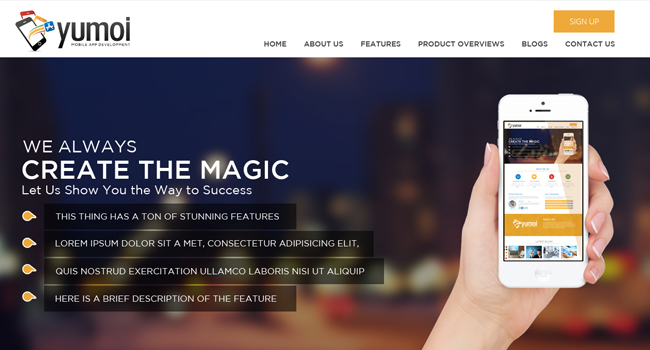 yumoi
MOBILE APP DEVELOPMENT
SIGN UP
HOME ABOUT US FEATURES PRODUCT OVERVIEWS BLOGS CONTACT US
WE ALWAYS
CREATE THE MAGIC
Let Us Show You the Way to Success
THIS THING HAS A TON OF STUNNING FEATURES
LOREM IPSUM DOLOR SIT A MET, CONSECTETUR ADIPISICING ELIT,
QUIS NOSTRUD EXERCITATION ULLAMCO LABORIS NISI UT ALIQUIP
HERE IS A BRIEF DESCRIPTION OF THE FEATURE
yumoi
CREATE THE MAGIC
yumoi